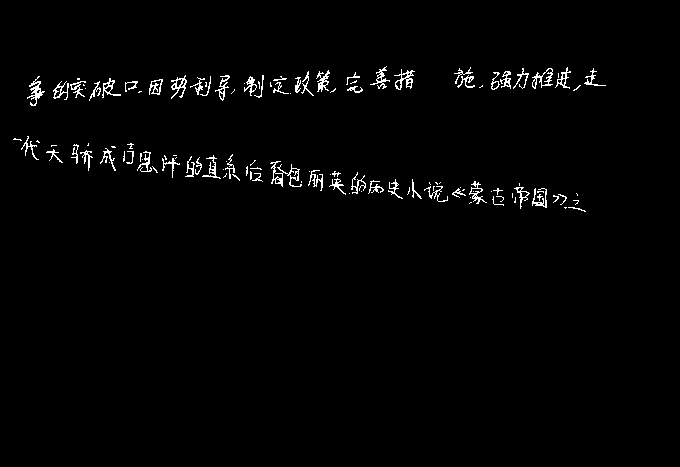 争的突破口,因势利导,制定政策,完善措施,强力推进,走
一代天骄成吉思汗的直系后裔包丽英的历史小说《蒙古帝国》之